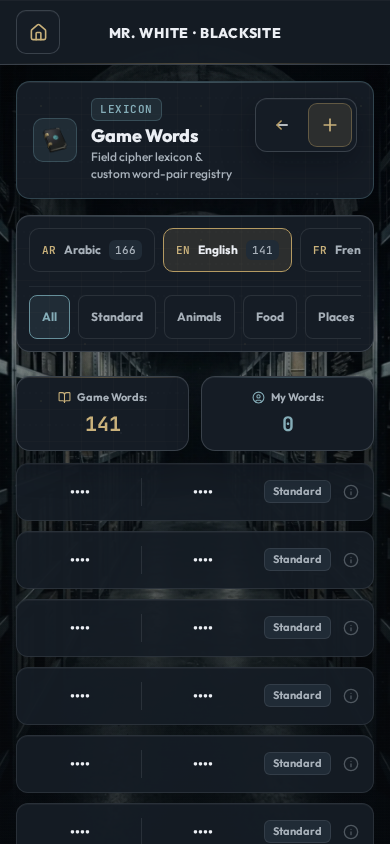 MR. WHITE · BLACKSITE
LEXICON
Game Words
Field cipher lexicon &
custom word-pair registry
AR Arabic 166 EN English 141 FR Fren
All Standard Animals Food Places
Game Words: My Words:
141 0
•••• •••• Standard
•••• •••• Standard
•••• •••• Standard
•••• •••• Standard
•••• •••• Standard
•••• •••• Standard